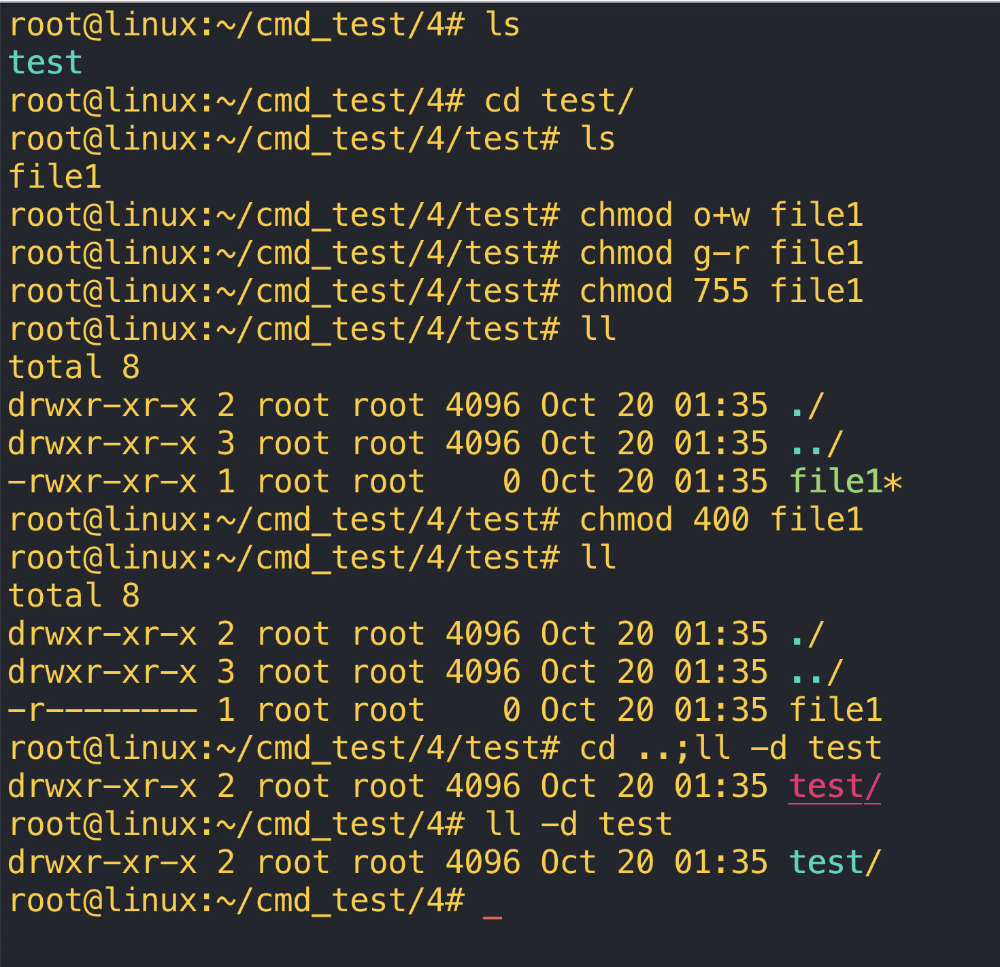 root@linux:~/cmd_test/4# ls
test
root@linux:~/cmd_test/4# cd test/
root@linux:~/cmd_test/4/test# ls
file1
root@linux:~/cmd_test/4/test# chmod o+w file1
root@linux:~/cmd_test/4/test# chmod g-r file1
root@linux:~/cmd_test/4/test# chmod 755 file1
root@linux:~/cmd_test/4/test# ll
total 8
drwxr-xr-x 2 root root 4096 Oct 20 01:35 ./
drwxr-xr-x 3 root root 4096 Oct 20 01:35 ../
-rwxr-xr-x 1 root root    0 Oct 20 01:35 file1*
root@linux:~/cmd_test/4/test# chmod 400 file1
root@linux:~/cmd_test/4/test# ll
total 8
drwxr-xr-x 2 root root 4096 Oct 20 01:35 ./
drwxr-xr-x 3 root root 4096 Oct 20 01:35 ../
-r-------- 1 root root    0 Oct 20 01:35 file1
root@linux:~/cmd_test/4/test# cd ..;ll -d test
drwxr-xr-x 2 root root 4096 Oct 20 01:35 test/
root@linux:~/cmd_test/4# ll -d test
drwxr-xr-x 2 root root 4096 Oct 20 01:35 test/
root@linux:~/cmd_test/4# _